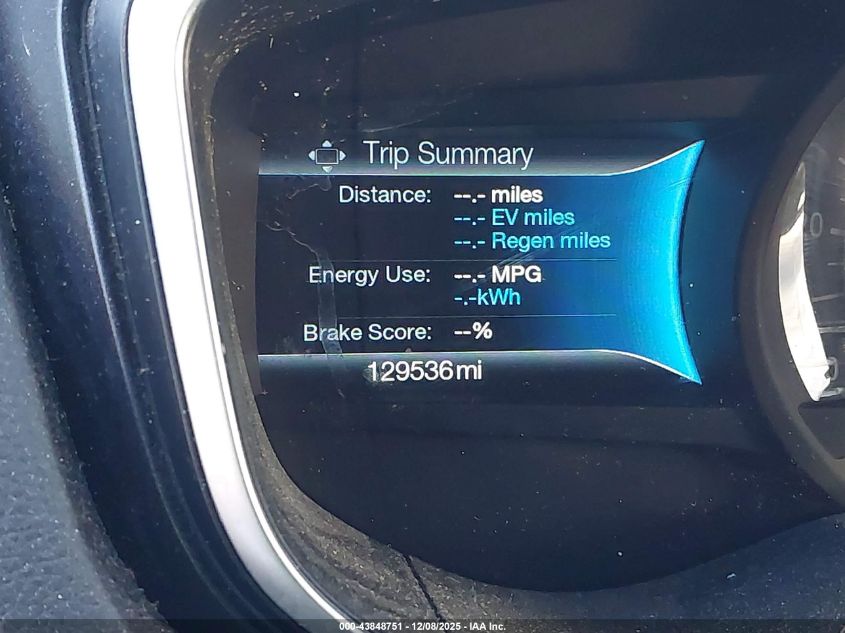 Trip Summary
Distance: --.- miles
--.- EV miles
--.- Regen miles
Energy Use: --.- MPG
-.-kWh
Brake Score: --%
129536mi
0
000-43848751 - 12/08/2025 - IAA Inc.